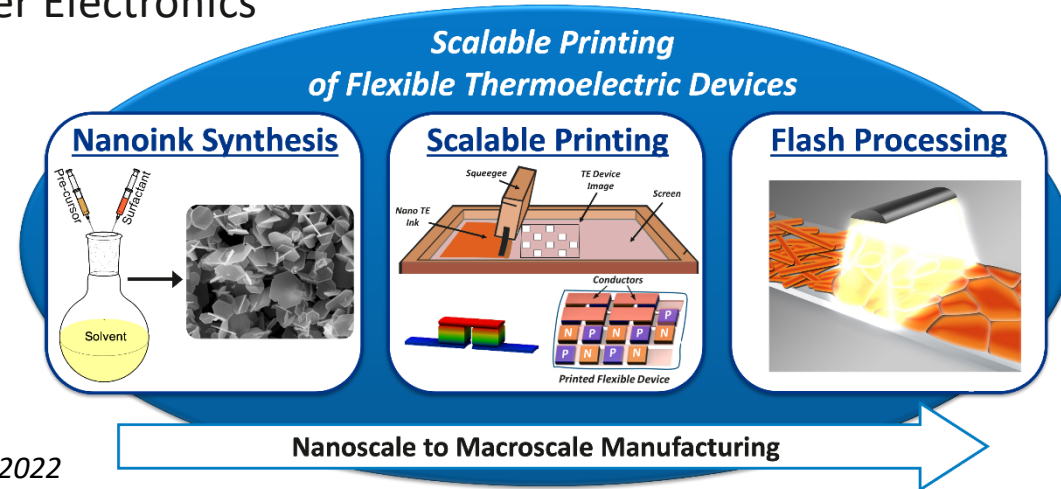 er Electronics
Scalable Printing
of Flexible Thermoelectric Devices
Nanoink Synthesis
Pre-cursor
Surfactant
Solvent
Scalable Printing
Squeegee
TE Device
Image
Screen
Nano TE
Ink
Conductors
P
N P N P N
P N P N
Printed Flexible Device
Flash Processing
Nanoscale to Macroscale Manufacturing
2022